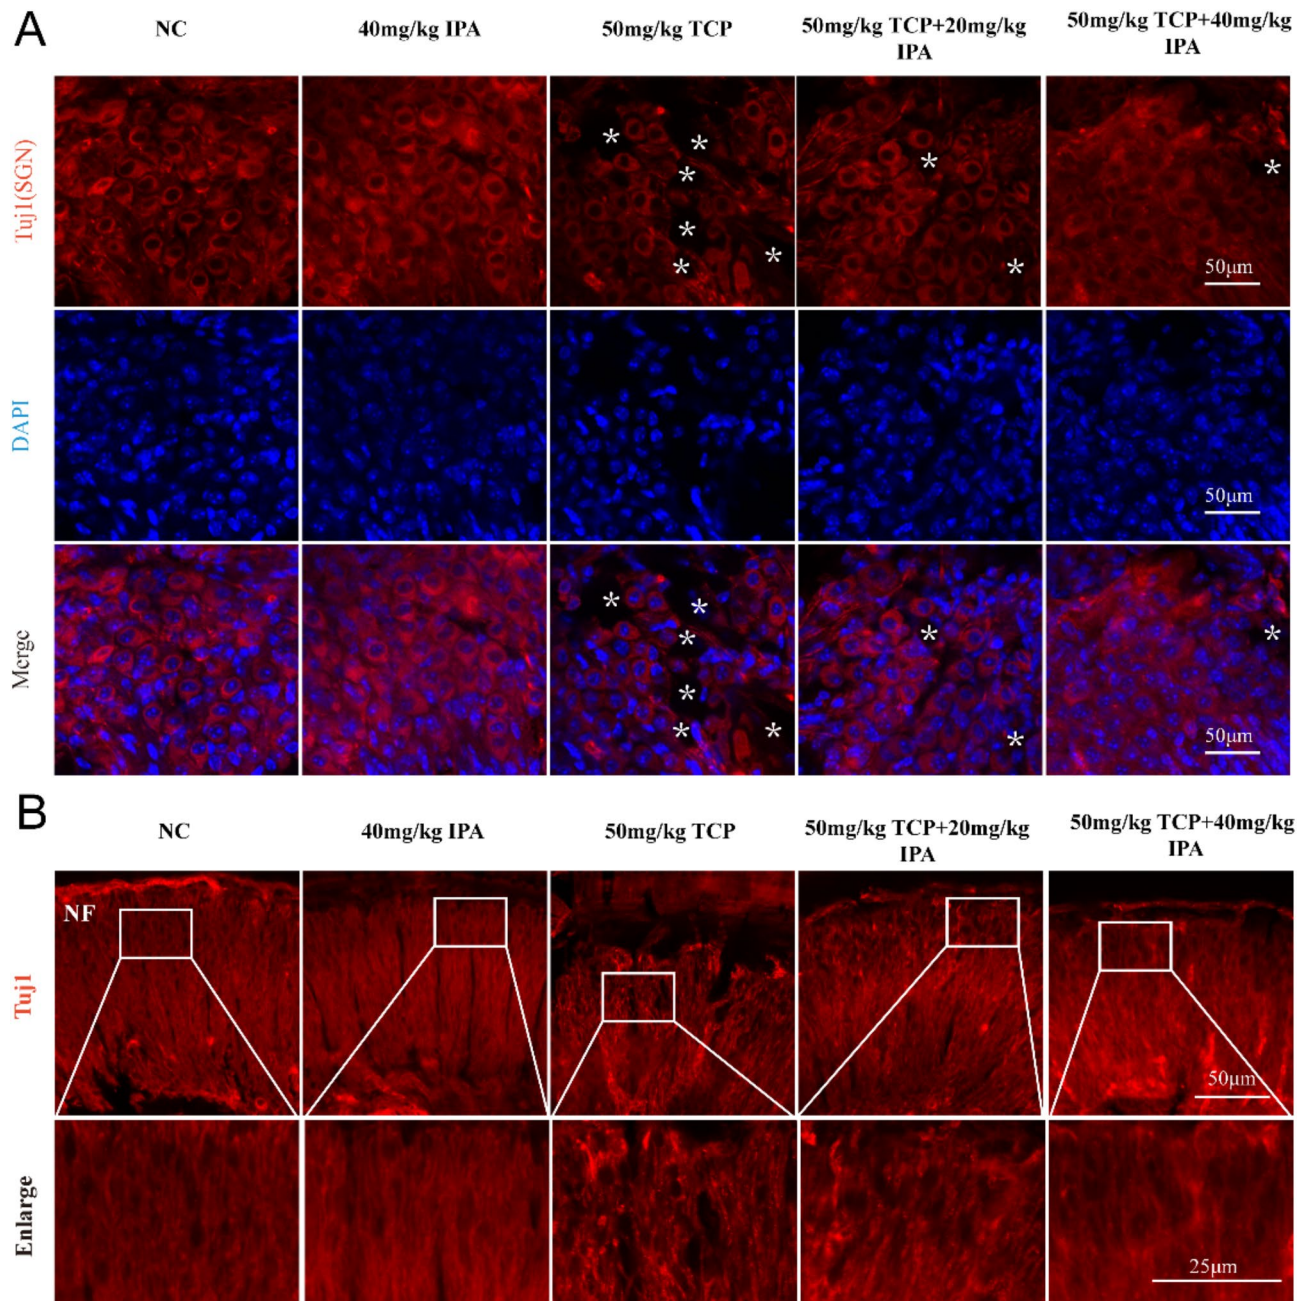 A
NC
40mg/kg IPA
50mg/kg TCP
50mg/kg TCP+20mg/kg
IPA
50mg/kg TCP+40mg/kg
IPA
Tuj1(SGN)
* * * * * *
* *
*
50μm
DAPI
50μm
Merge
* * * * * *
* *
*
50μm
B
NC
40mg/kg IPA
50mg/kg TCP
50mg/kg TCP+20mg/kg
IPA
50mg/kg TCP+40mg/kg
IPA
Tuj1
NF
50μm
Enlarge
25μm